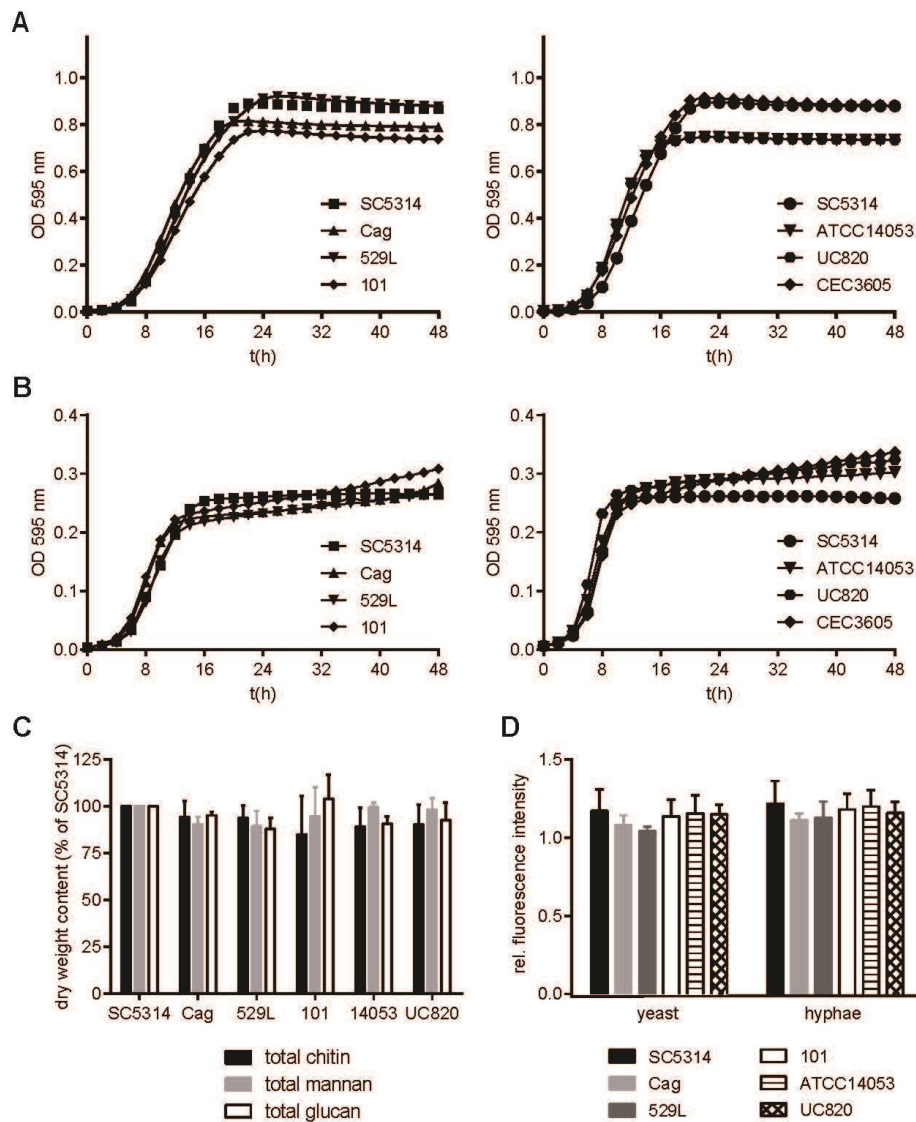 A
OD 595 nm
1.0
0.8
0.6
0.4
0.2
0.0
0 8 16 24 32 40 48
t(h)
SC5314
Cag
529L
101
OD 595 nm
1.0
0.8
0.6
0.4
0.2
0.0
0 8 16 24 32 40 48
t(h)
SC5314
ATCC14053
UC820
CEC3605
B
OD 595 nm
0.4
0.3
0.2
0.1
0.0
0 8 16 24 32 40 48
t(h)
SC5314
Cag
529L
101
OD 595 nm
0.4
0.3
0.2
0.1
0.0
0 8 16 24 32 40 48
t(h)
SC5314
ATCC14053
UC820
CEC3605
C
dry weight content (% of SC5314)
125
100
75
50
25
0
SC5314 Cag 529L 101 14053 UC820
total chitin
total mannan
total glucan
D
rel. fluorescence intensity
1.5
1.0
0.5
0.0
yeast hyphae
SC5314
Cag
529L
101
ATCC14053
UC820